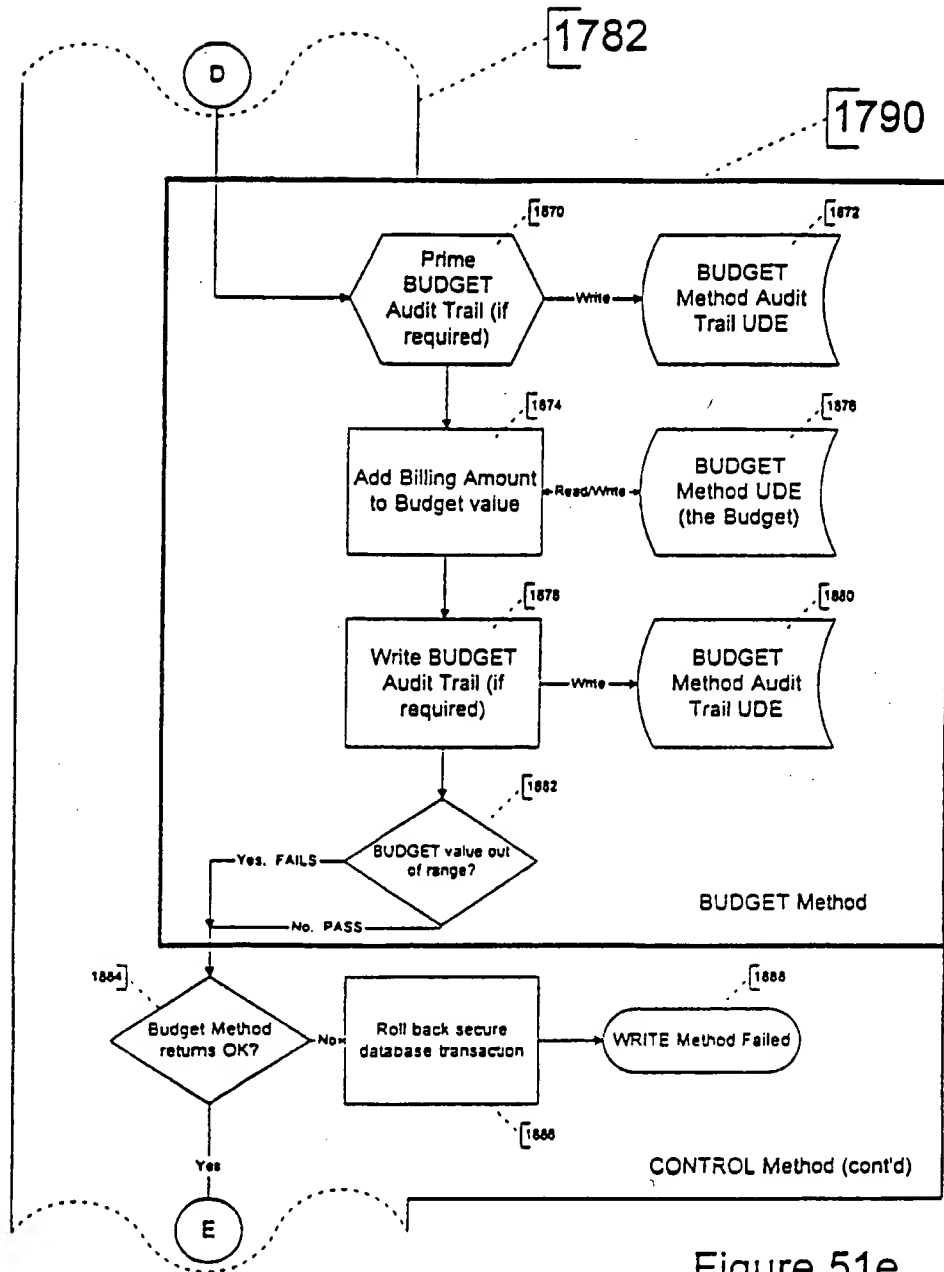 1782
D
1790
1870
Prime
BUDGET
Audit Trail (if
required)
Write
1872
BUDGET
Method Audit
Trail UDE
1874
Add Billing Amount
to Budget value
Read/Write
1876
BUDGET
Method UDE
(the Budget)
1878
Write BUDGET
Audit Trail (if
required)
Write
1880
BUDGET
Method Audit
Trail UDE
1882
BUDGET value out
of range?
Yes. FAILS
No. PASS
BUDGET Method
1884
Budget Method
returns OK?
No
Roll back secure
database transaction
1886
1888
WRITE Method Failed
Yes
CONTROL Method (cont'd)
E
Figure 51e